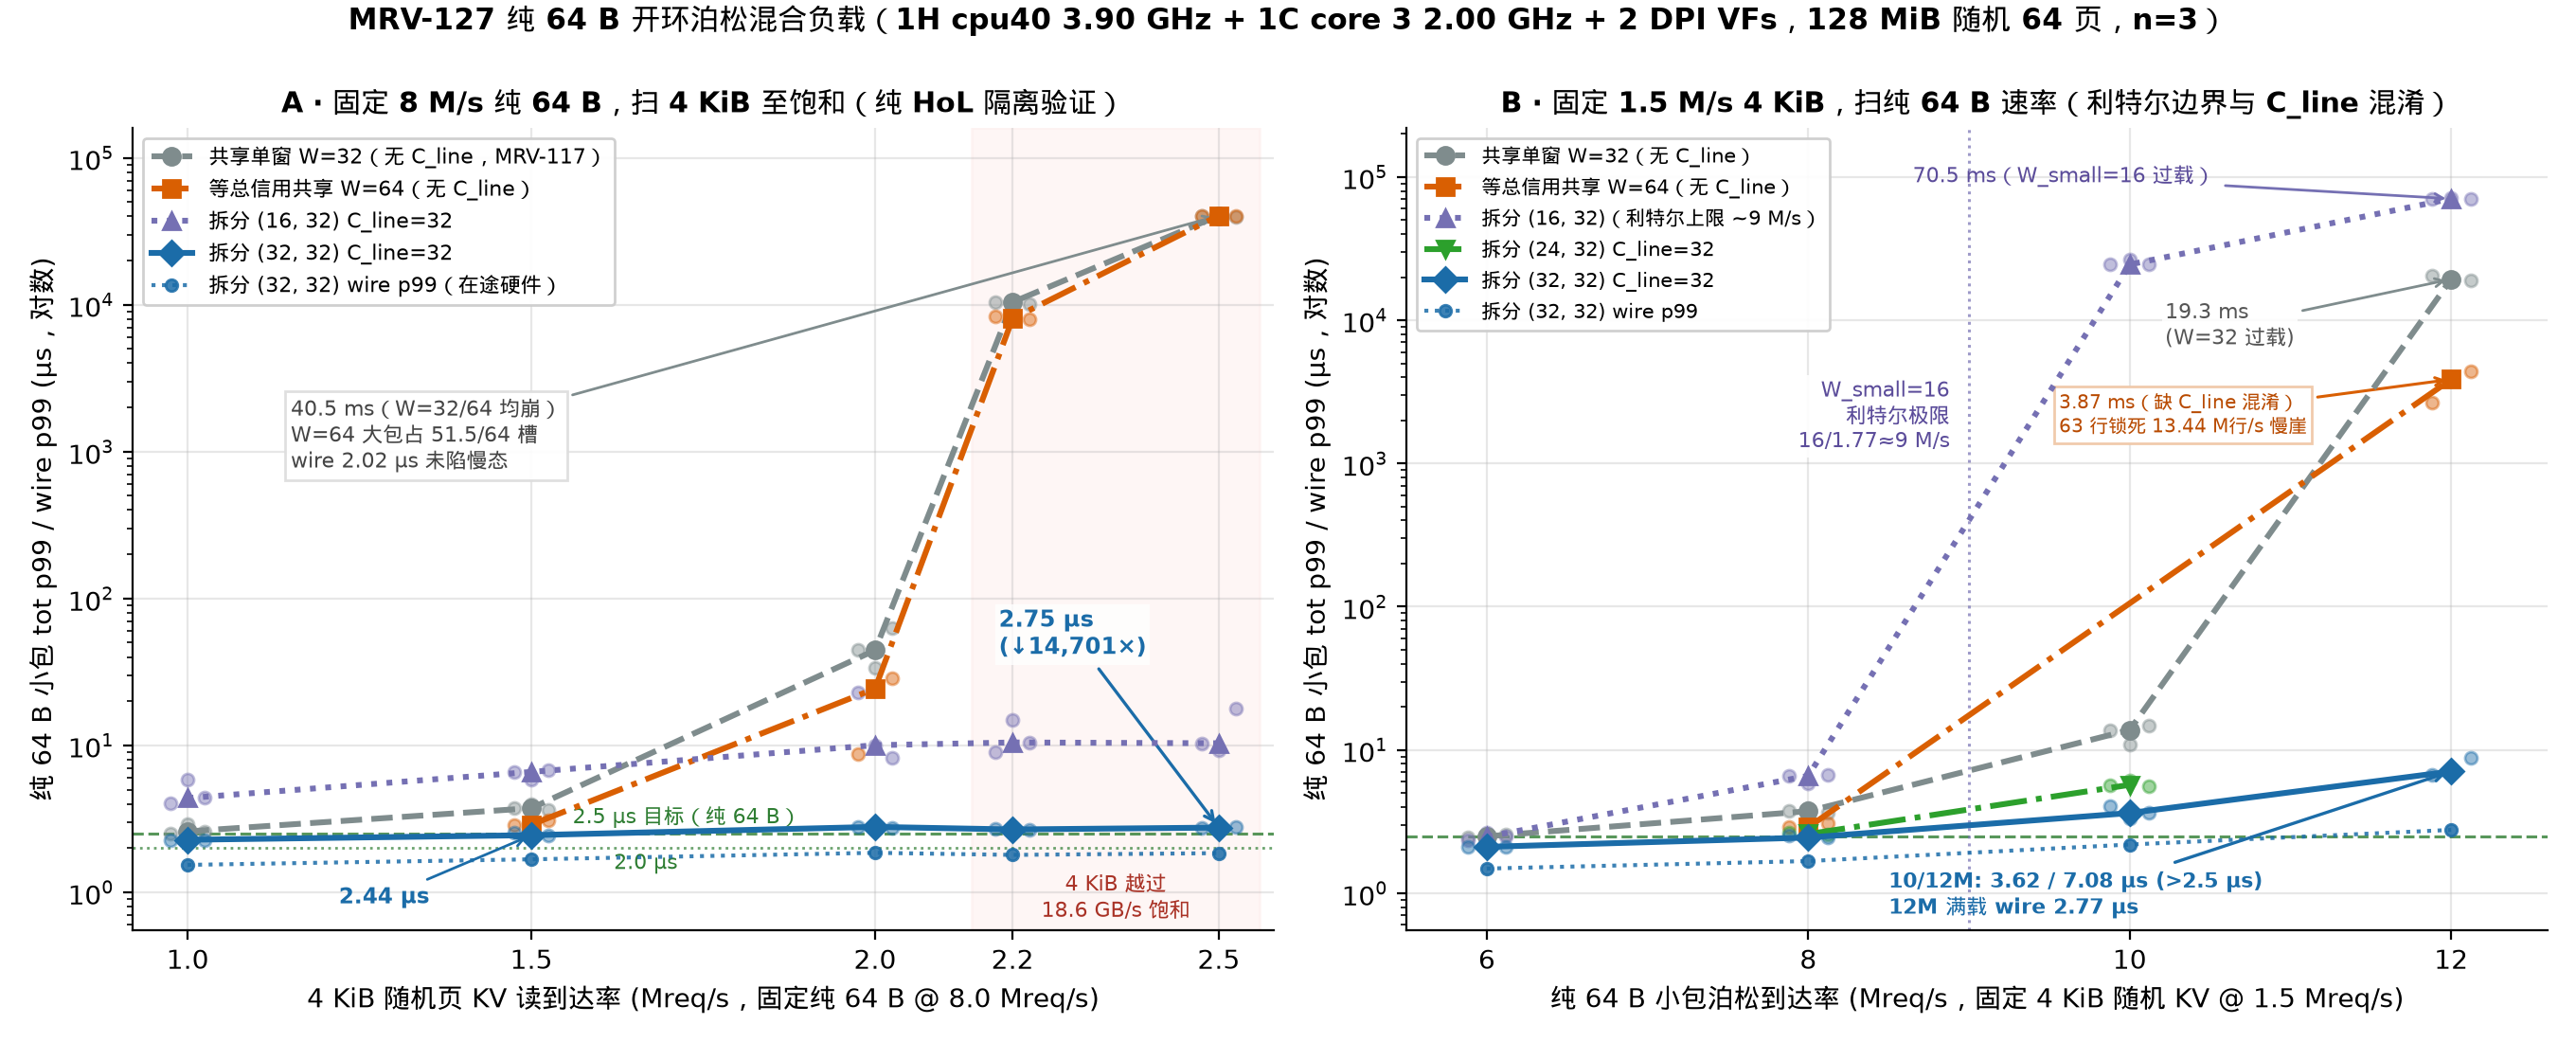 MRV-127 纯 64 B 开环泊松混合负载（1H cpu40 3.90 GHz + 1C core 3 2.00 GHz + 2 DPI VFs，128 MiB 随机 64 页，n=3）
A · 固定 8 M/s 纯 64 B，扫 4 KiB 至饱和（纯 HoL 隔离验证）
纯 64 B 小包 tot p99 / wire p99 (µs，对数)
10⁵
10⁴
10³
10²
10¹
10⁰
共享单窗 W=32（无 C_line，MRV-117）
等总信用共享 W=64（无 C_line）
拆分 (16, 32) C_line=32
拆分 (32, 32) C_line=32
拆分 (32, 32) wire p99（在途硬件）
40.5 ms（W=32/64 均崩）
W=64 大包占 51.5/64 槽
wire 2.02 µs 未陷慢态
2.75 µs
(↓14,701×)
2.5 µs 目标（纯 64 B）
2.0 µs
2.44 µs
4 KiB 越过
18.6 GB/s 饱和
1.0
1.5
2.0
2.2
2.5
4 KiB 随机页 KV 读到达率 (Mreq/s，固定纯 64 B @ 8.0 Mreq/s)
B · 固定 1.5 M/s 4 KiB，扫纯 64 B 速率（利特尔边界与 C_line 混淆）
纯 64 B 小包 tot p99 / wire p99 (µs，对数)
10⁵
10⁴
10³
10²
10¹
10⁰
共享单窗 W=32（无 C_line）
等总信用共享 W=64（无 C_line）
拆分 (16, 32)（利特尔上限 ~9 M/s）
拆分 (24, 32) C_line=32
拆分 (32, 32) C_line=32
拆分 (32, 32) wire p99
70.5 ms（W_small=16 过载）
19.3 ms
(W=32 过载)
W_small=16
利特尔极限
16/1.77≈9 M/s
3.87 ms（缺 C_line 混淆）
63 行锁死 13.44 M行/s 慢崖
10/12M: 3.62 / 7.08 µs (>2.5 µs)
12M 满载 wire 2.77 µs
6
8
10
12
纯 64 B 小包泊松到达率 (Mreq/s，固定 4 KiB 随机 KV @ 1.5 Mreq/s)